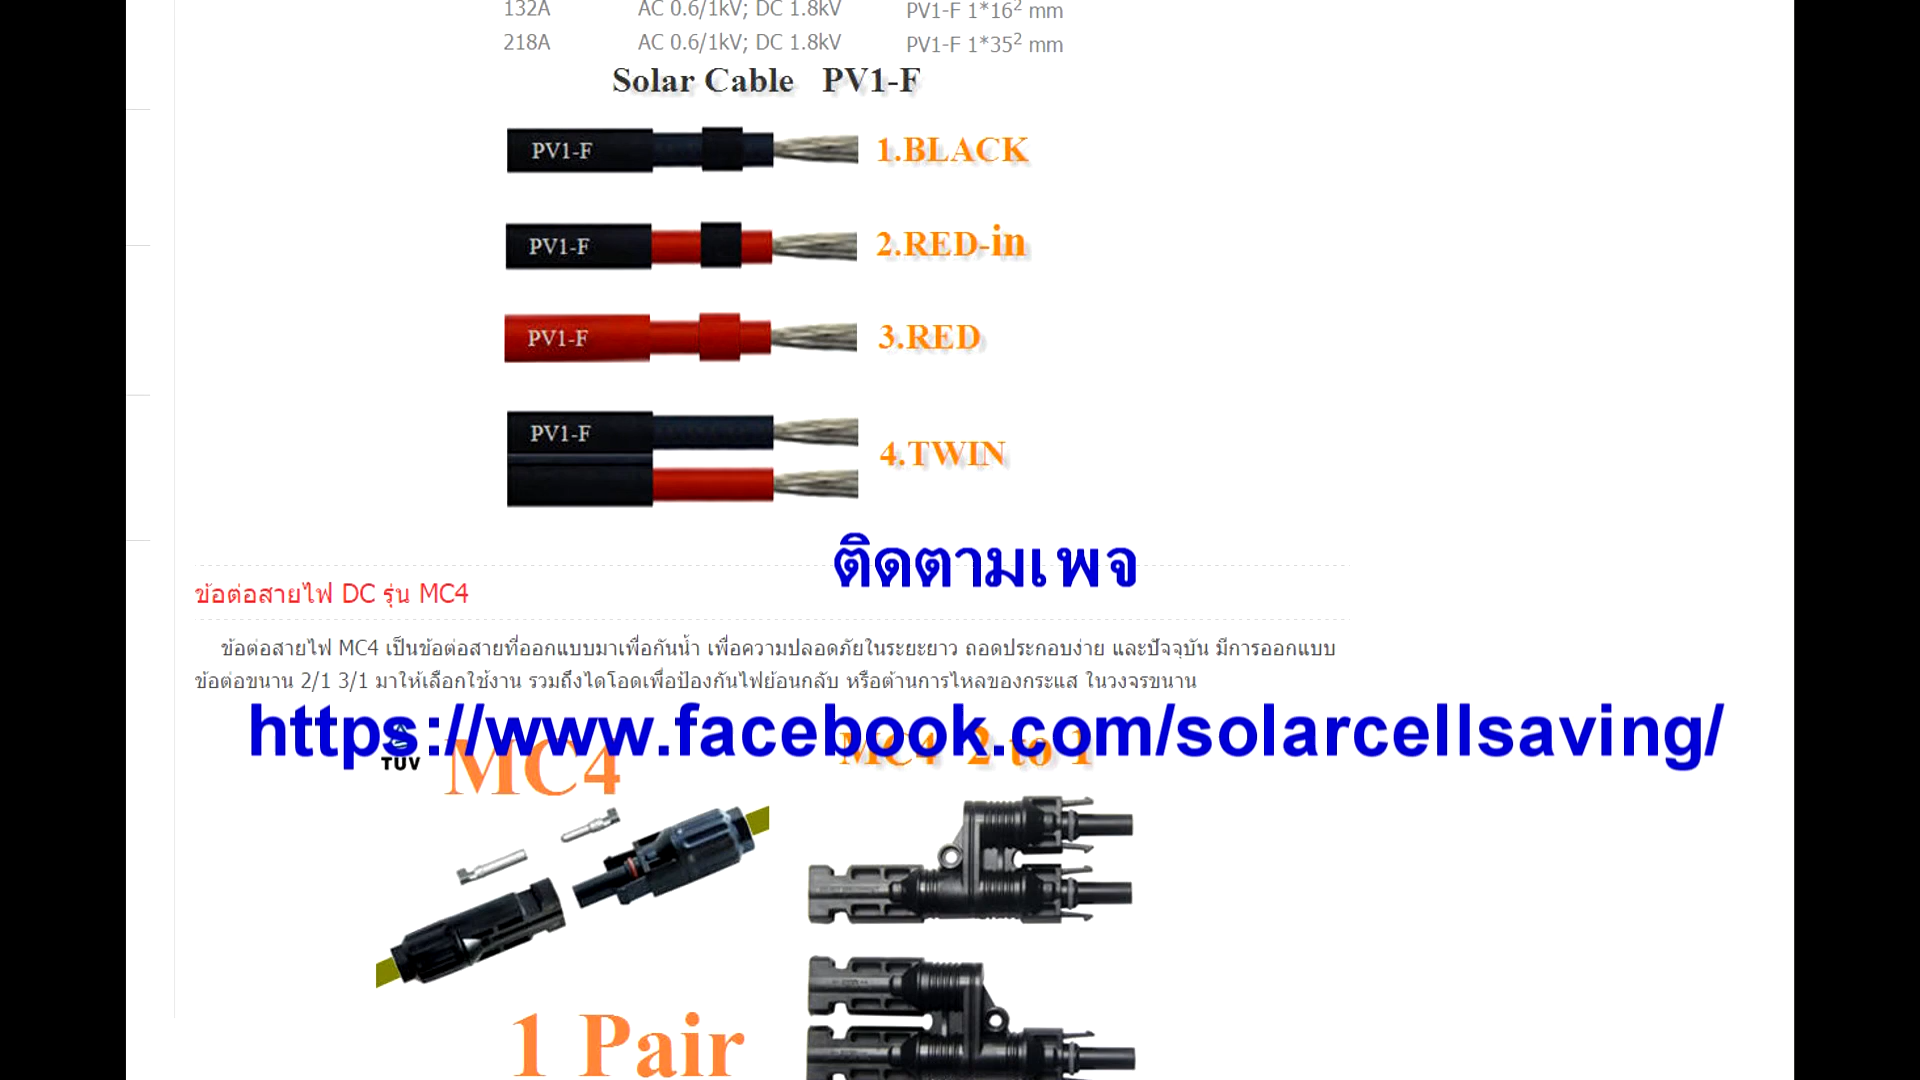 132A AC 0.6/1kV; DC 1.8kV PV1-F 1*16² mm
218A AC 0.6/1kV; DC 1.8kV PV1-F 1*35² mm
Solar Cable PV1-F
PV1-F 1.BLACK
PV1-F 2.RED-in
PV1-F 3.RED
PV1-F 4.TWIN
ติดตามเพจ
ข้อต่อสายไฟ DC รุ่น MC4
ข้อต่อสายไฟ MC4 เป็นข้อต่อสายที่ออกแบบมาเพื่อกันน้ำ เพื่อความปลอดภัยในระยะยาว ถอดประกอบง่าย และปัจจุบัน มีการออกแบบ
ข้อต่อขนาน 2/1 3/1 มาให้เลือกใช้งาน รวมถึงไดโอดเพื่อป้องกันไฟย้อนกลับ หรือต้านการไหลของกระแส ในวงจรขนาน
https://www.facebook.com/solarcellsaving/
TUV MC4 MC4 2 to 1
1 Pair